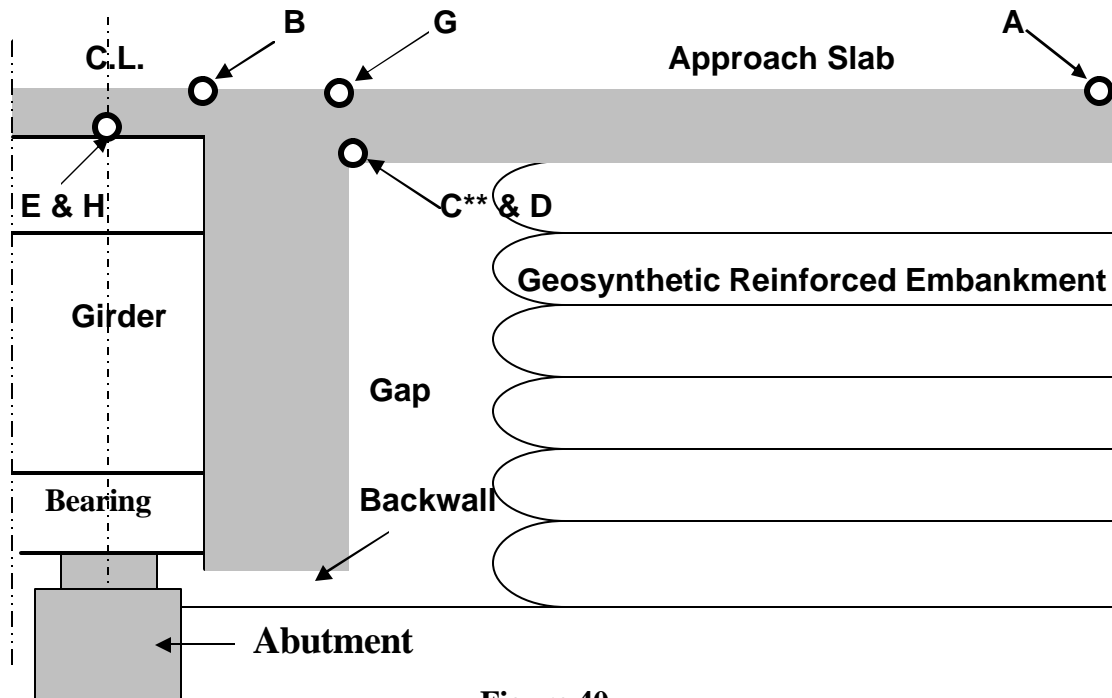 B G A
C.L. Approach Slab
E & H C** & D
Geosynthetic Reinforced Embankment
Girder
Gap
Bearing Backwall
Abutment
Figure 40